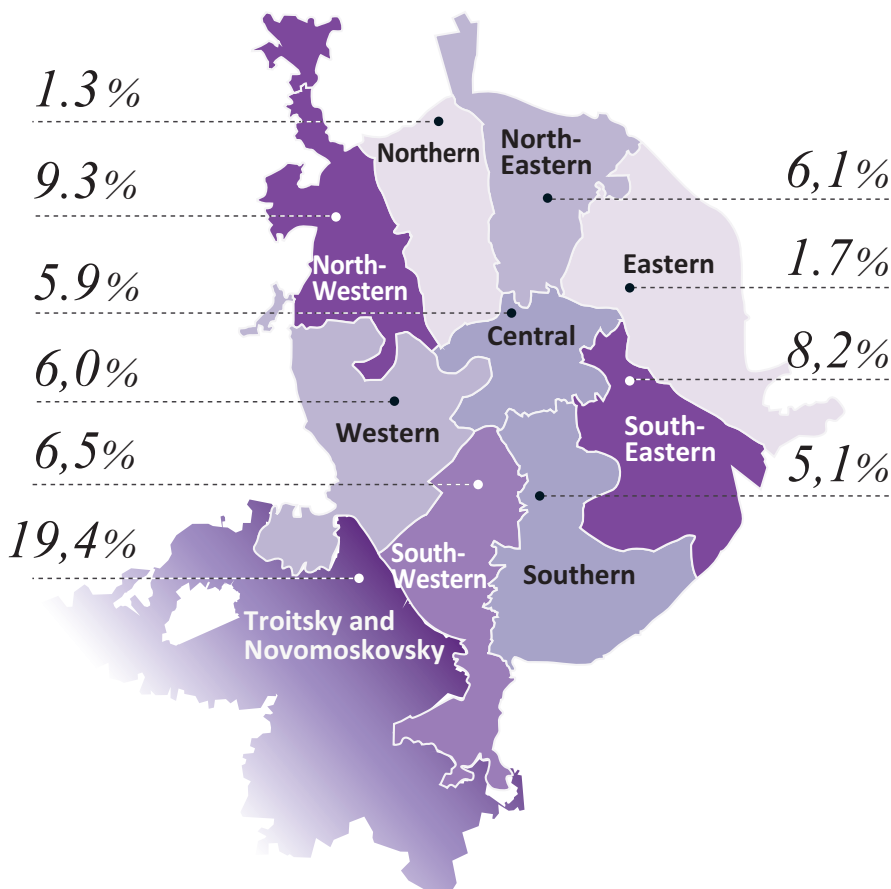 1.3%
9.3%
5.9%
6,0%
6,5%
19,4%
Northern
North-
Eastern
North-
Western
Eastern
Central
Western
South-
Eastern
South-
Western
Southern
Troitsky and
Novomoskovsky
6,1%
1.7%
8,2%
5,1%